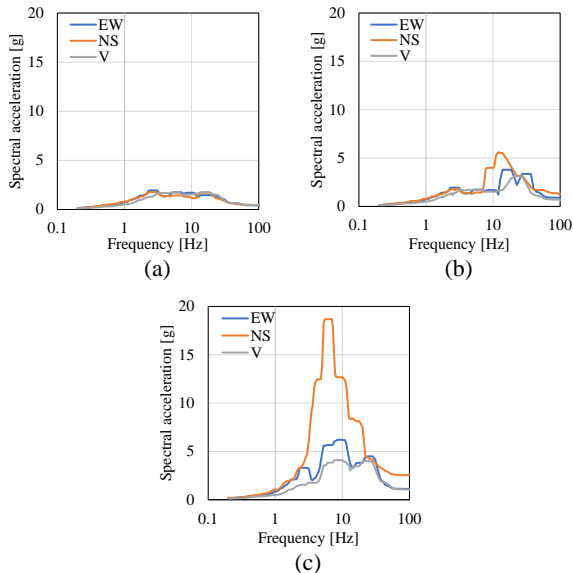 Spectral acceleration [g]
20
15
10
5
0
EW
NS
V
0.1 1 10 100
Frequency [Hz]
(a)
Spectral acceleration [g]
20
15
10
5
0
EW
NS
V
0.1 1 10 100
Frequency [Hz]
(b)
Spectral acceleration [g]
20
15
10
5
0
EW
NS
V
0.1 1 10 100
Frequency [Hz]
(c)